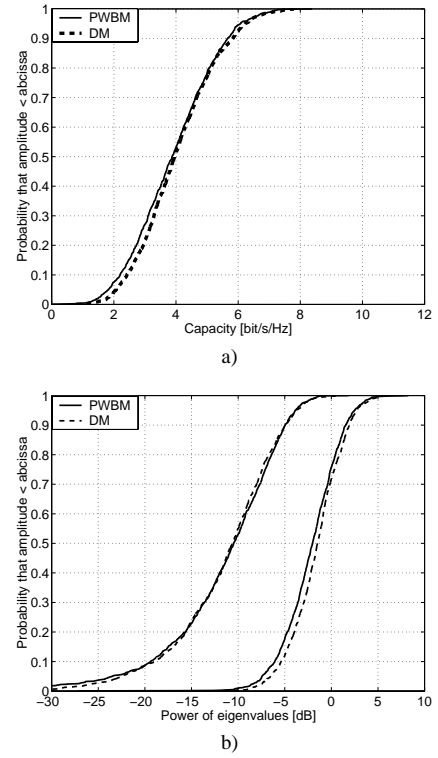 1
0.9
0.8
0.7
0.6
0.5
0.4
0.3
0.2
0.1
0
Probability that amplitude < abcissa
PWBM
DM
0 2 4 6 8 10 12
Capacity [bit/s/Hz]
a)
1
0.9
0.8
0.7
0.6
0.5
0.4
0.3
0.2
0.1
0
Probability that amplitude < abcissa
PWBM
DM
−30 −25 −20 −15 −10 −5 0 5 10
Power of eigenvalues [dB]
b)